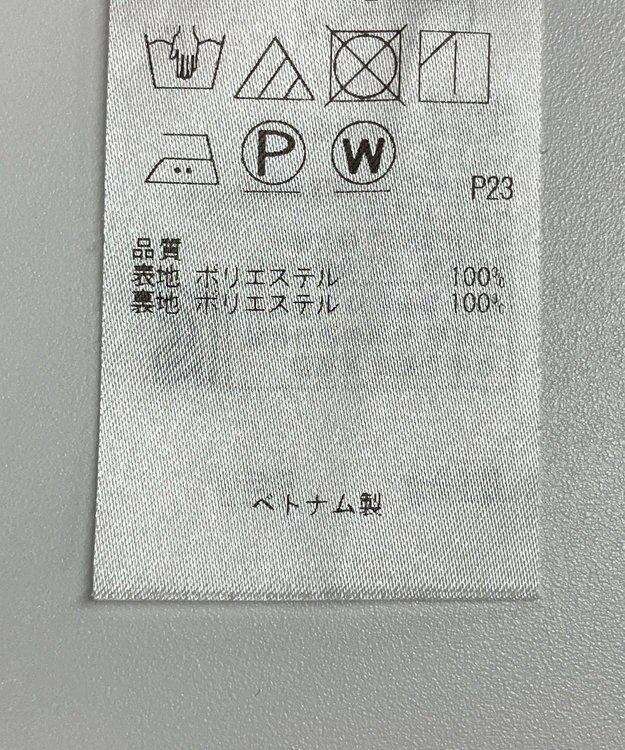 P
W
P23
品質
表地 ポリエステル 100%
裏地 ポリエステル 100%
ベトナム製